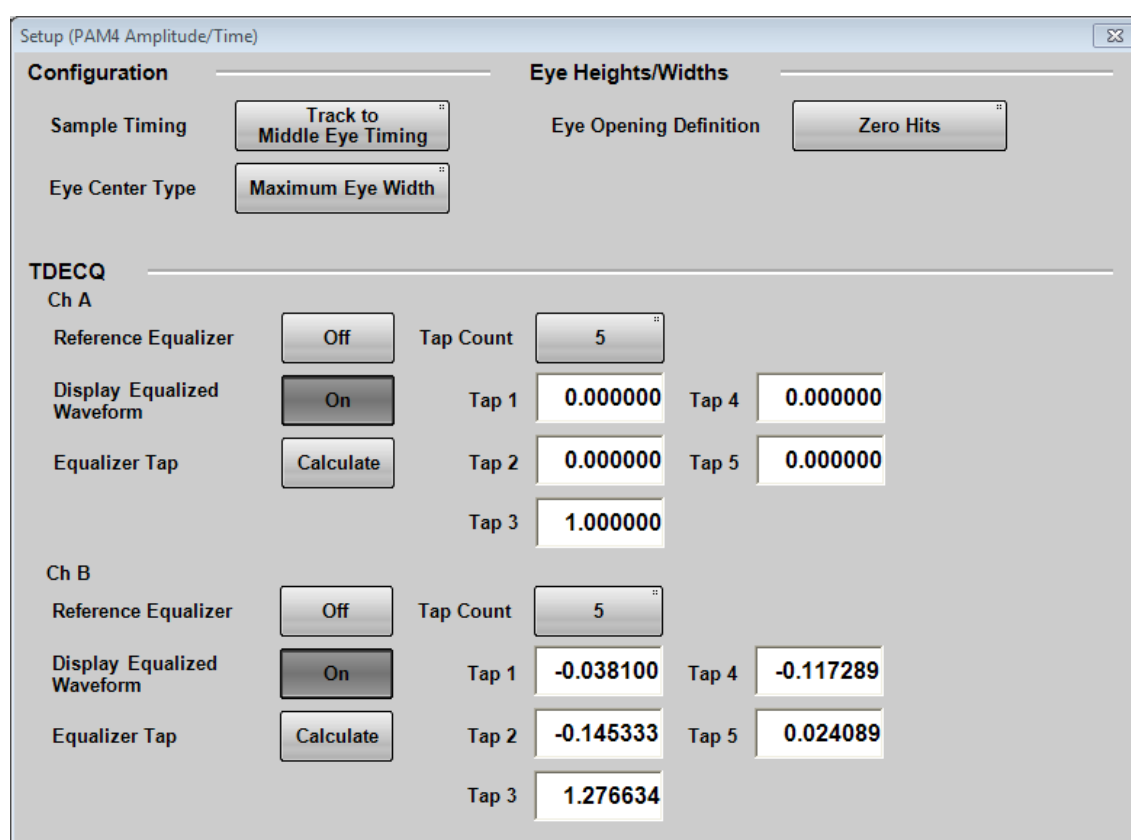 Setup (PAM4 Amplitude/Time)
Configuration Eye Heights/Widths
Sample Timing Track to Middle Eye Timing Eye Opening Definition Zero Hits
Eye Center Type Maximum Eye Width
TDECQ
Ch A
Reference Equalizer Off Tap Count 5
Display Equalized Waveform On Tap 1 0.000000 Tap 4 0.000000
Equalizer Tap Calculate Tap 2 0.000000 Tap 5 0.000000
Tap 3 1.000000
Ch B
Reference Equalizer Off Tap Count 5
Display Equalized Waveform On Tap 1 -0.038100 Tap 4 -0.117289
Equalizer Tap Calculate Tap 2 -0.145333 Tap 5 0.024089
Tap 3 1.276634